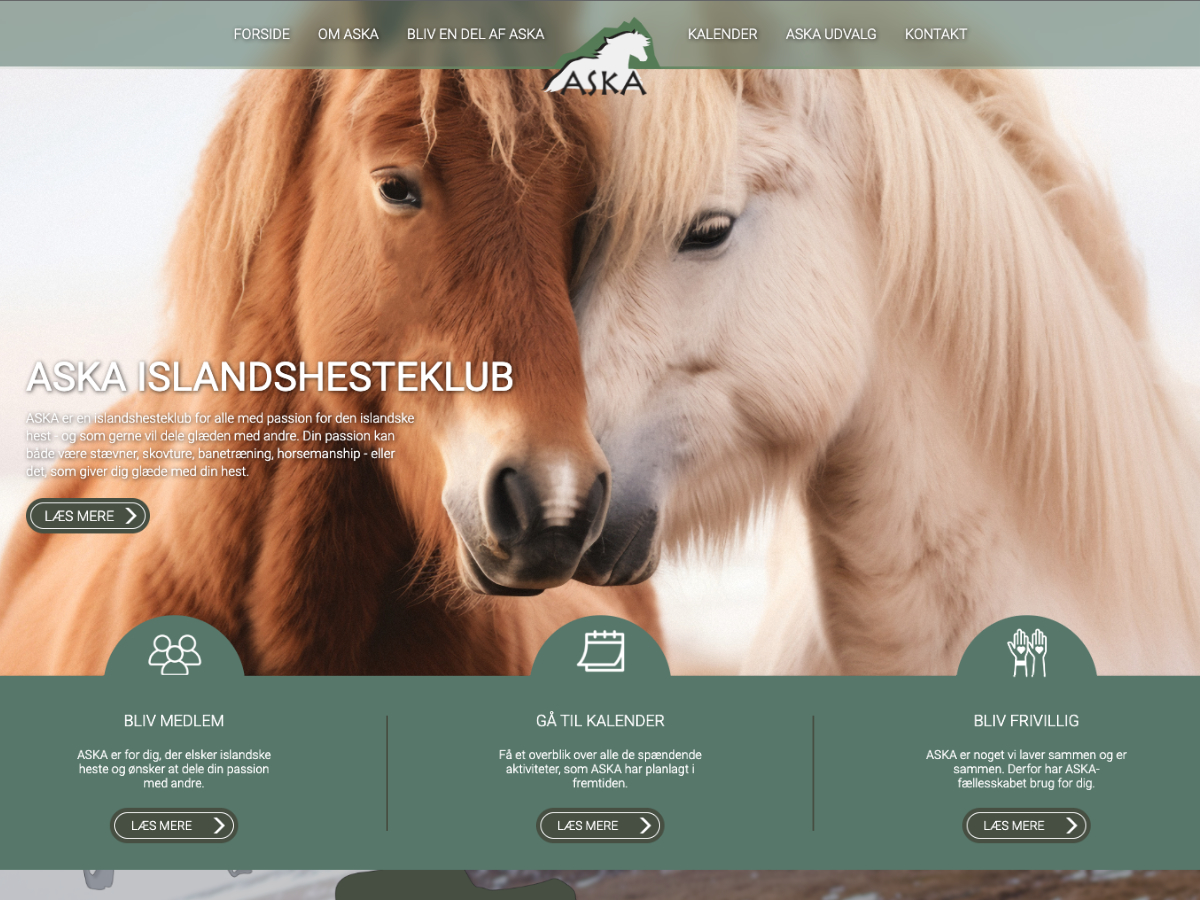 FORSIDE OM ASKA BLIV EN DEL AF ASKA KALENDER ASKA UDVALG KONTAKT
ASKA
ASKA ISLANDSHESTEKLUB
ASKA er en islandshesteklub for alle med passion for den islandske
hest - og som gerne vil dele glæden med andre. Din passion kan
både være stævner, skovture, banetræning, horsemanship - eller
det, som giver dig glæde med din hest.
LÆS MERE
BLIV MEDLEM
ASKA er for dig, der elsker islandske
heste og ønsker at dele din passion
med andre.
LÆS MERE
GÅ TIL KALENDER
Få et overblik over alle de spændende
aktiviteter, som ASKA har planlagt i
fremtiden.
LÆS MERE
BLIV FRIVILLIG
ASKA er noget vi laver sammen og er
sammen. Derfor har ASKA-
fællesskabet brug for dig.
LÆS MERE